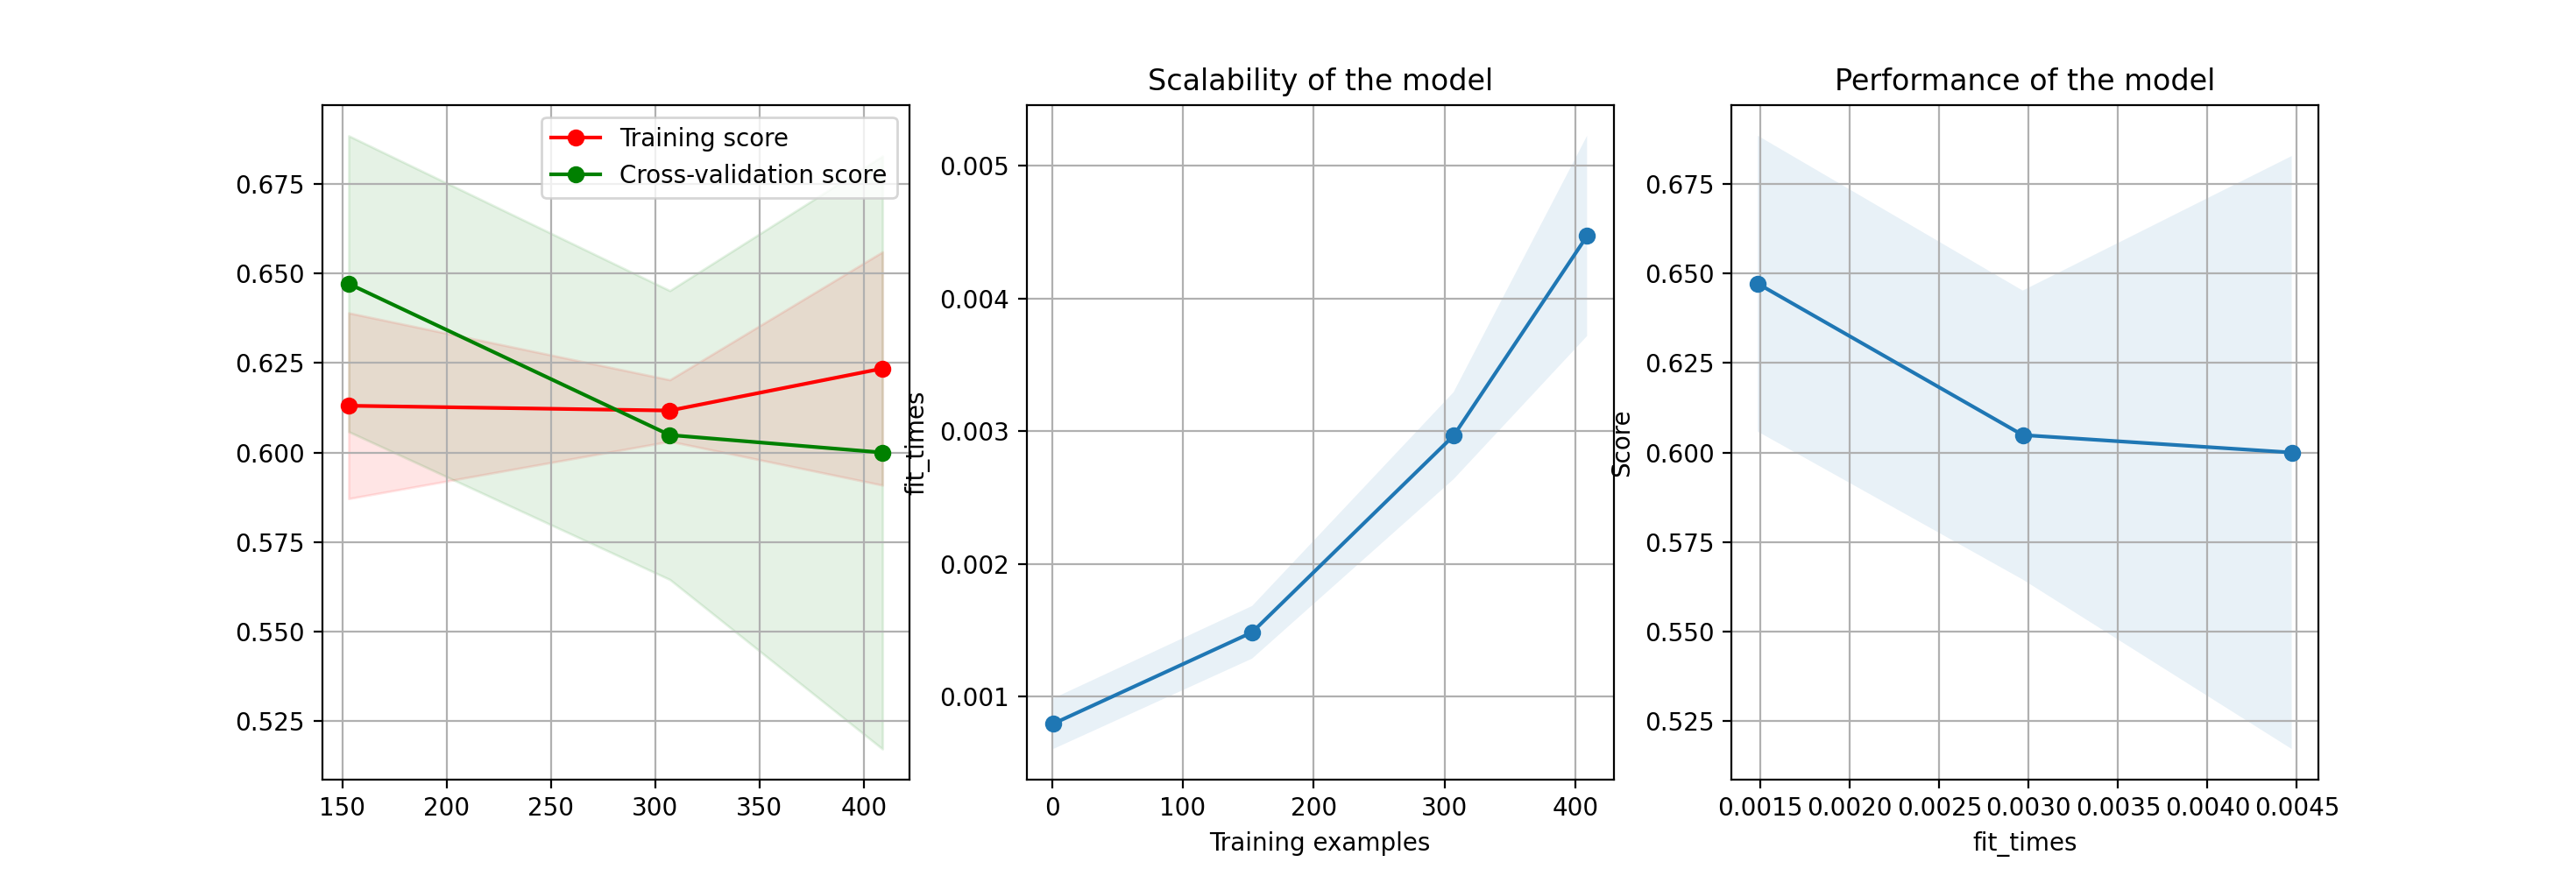 Training score
Cross-validation score
0.675
0.650
0.625
0.600
0.575
0.550
0.525
150 200 250 300 350 400
Scalability of the model
fit_times
0.005
0.004
0.003
0.002
0.001
0 100 200 300 400
Training examples
Performance of the model
Score
0.675
0.650
0.625
0.600
0.575
0.550
0.525
0.0015 0.0020 0.0025 0.0030 0.0035 0.0040 0.0045
fit_times